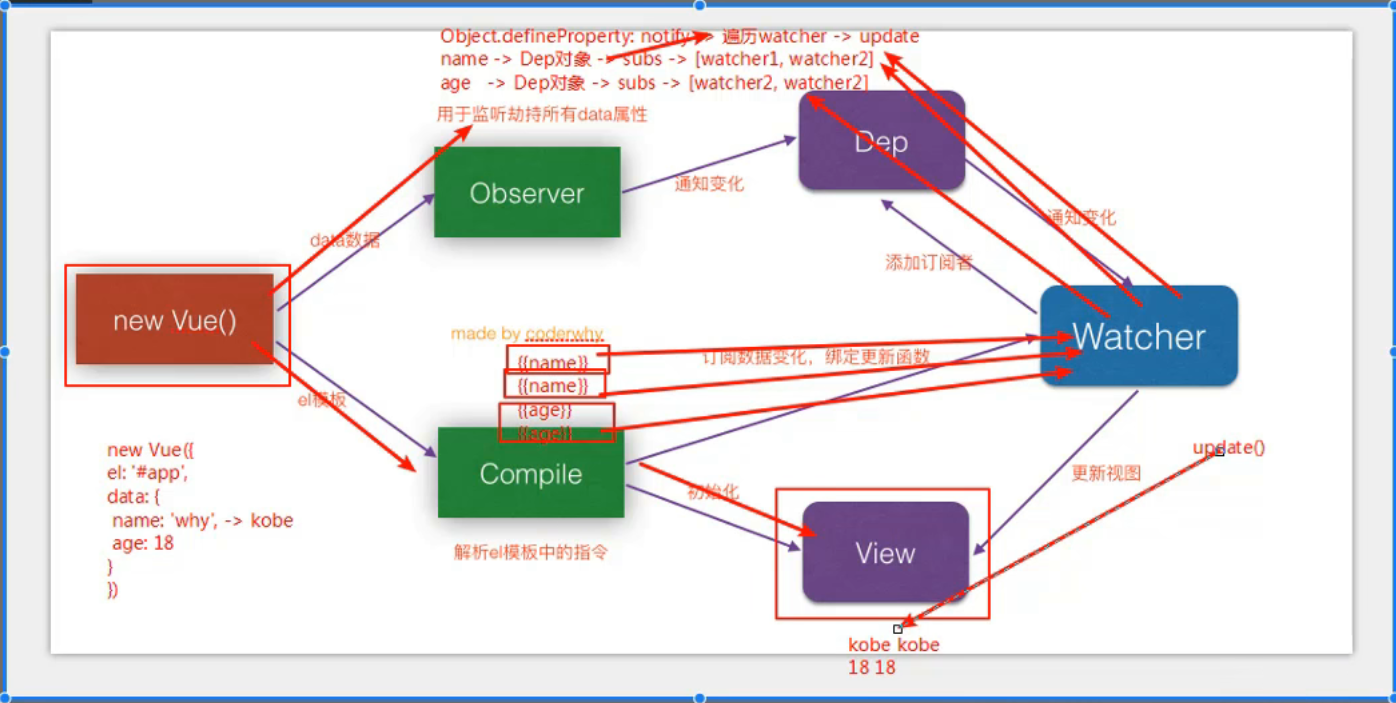 Object.defineProperty: notify -> 遍历watcher -> update
name -> Dep对象 -> subs -> [watcher1, watcher2]
age -> Dep对象 -> subs -> [watcher2, watcher2]
用于监听劫持所有data属性
Dep
Observer
通知变化
通知变化
data数据
添加订阅者
new Vue()
made by coderwhy
Watcher
{{name}}
订阅数据变化，绑定更新函数
{{name}}
el模板
{{age}}
{{age}}
Compile
new Vue({
el: '#app',
data: {
name: 'why', -> kobe
age: 18
}
})
update()
更新视图
初始化
解析el模板中的指令
View
kobe kobe
18 18